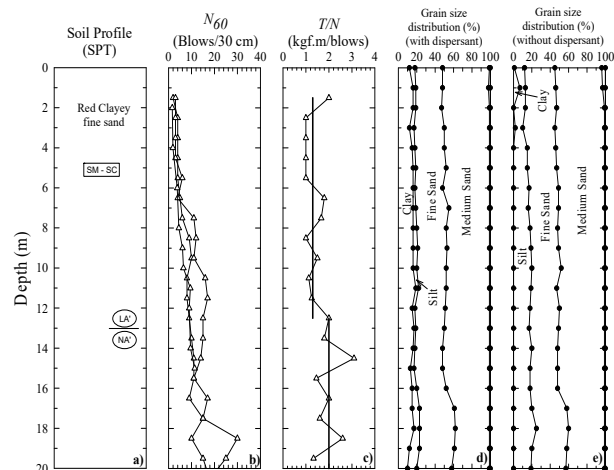 Soil Profile
(SPT)
N60
(Blows/30 cm)
T/N
(kgf.m/blows)
Grain size
distribution (%)
(with dispersant)
Grain size
distribution (%)
(without dispersant)
0 10 20 30 40
0 1 2 3 4
0 20 40 60 80 100
0 20 40 60 80 100
Depth (m)
0
2
4
6
8
10
12
14
16
18
20
Red Clayey
fine sand
SM - SC
LA'
NA'
a)
b)
c)
Clay
Fine Sand
Medium Sand
Silt
d)
Clay
Silt
Fine Sand
Medium Sand
e)